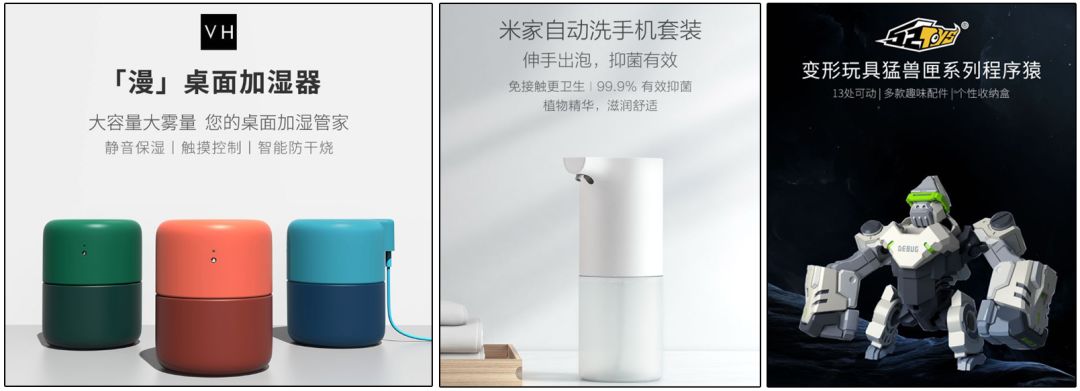 VH
「漫」桌面加湿器
大容量大雾量 您的桌面加湿管家
静音保湿丨触摸控制丨智能防干烧
米家自动洗手机套装
伸手出泡，抑菌有效
免接触更卫生 | 99.9% 有效抑菌
植物精华，滋润舒适
52TOYS®
变形玩具猛兽匣系列程序猿
13处可动 | 多款趣味配件 | 个性收纳盒
DEBUG